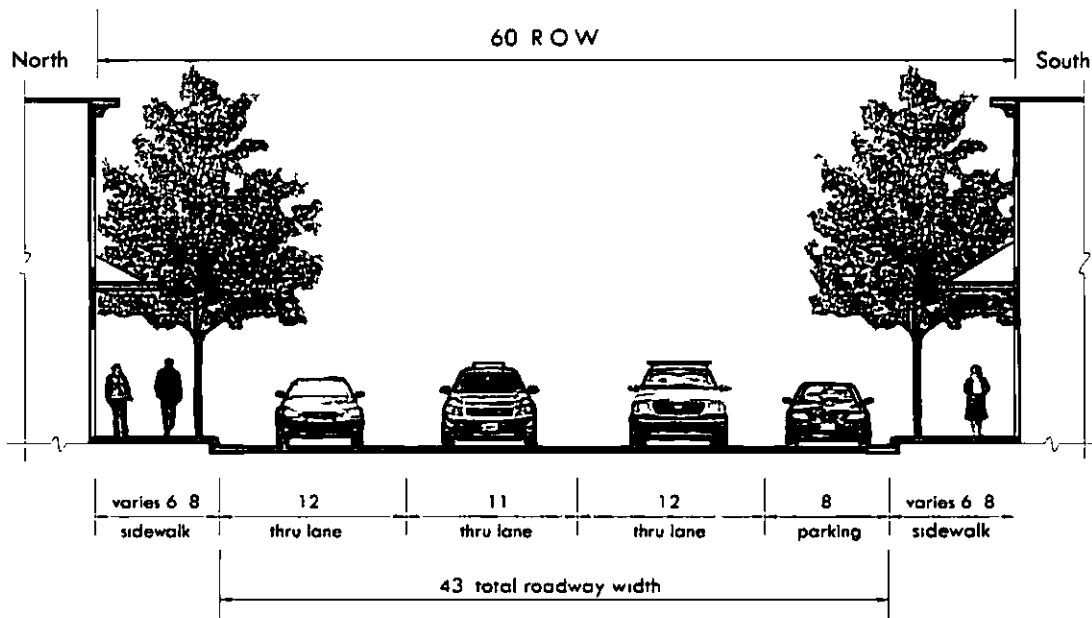 60 ROW
North
South
varies 6 8
12
11
12
8
varies 6 8
sidewalk
thru lane
thru lane
thru lane
parking
sidewalk
43 total roadway width